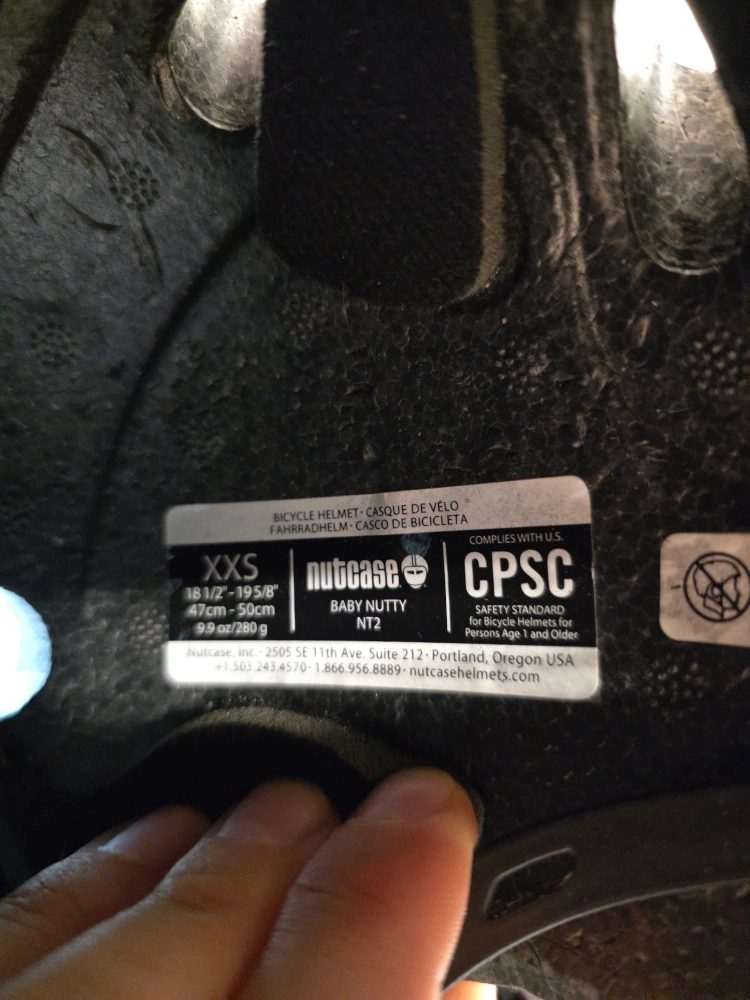 BICYCLE HELMET · CASQUE DE VÉLO
FAHRRADHELM · CASCO DE BICICLETA
XXS
18 1/2" - 19 5/8"
47cm - 50cm
9.9 oz/280 g
nutcase
BABY NUTTY
NT2
COMPLIES WITH U.S.
CPSC
SAFETY STANDARD
for Bicycle Helmets for
Persons Age 1 and Older
Nutcase, Inc. · 2505 SE 11th Ave. Suite 212 · Portland, Oregon USA
+1.503.243.4570 · 1.866.956.8889 · nutcasehelmets.com